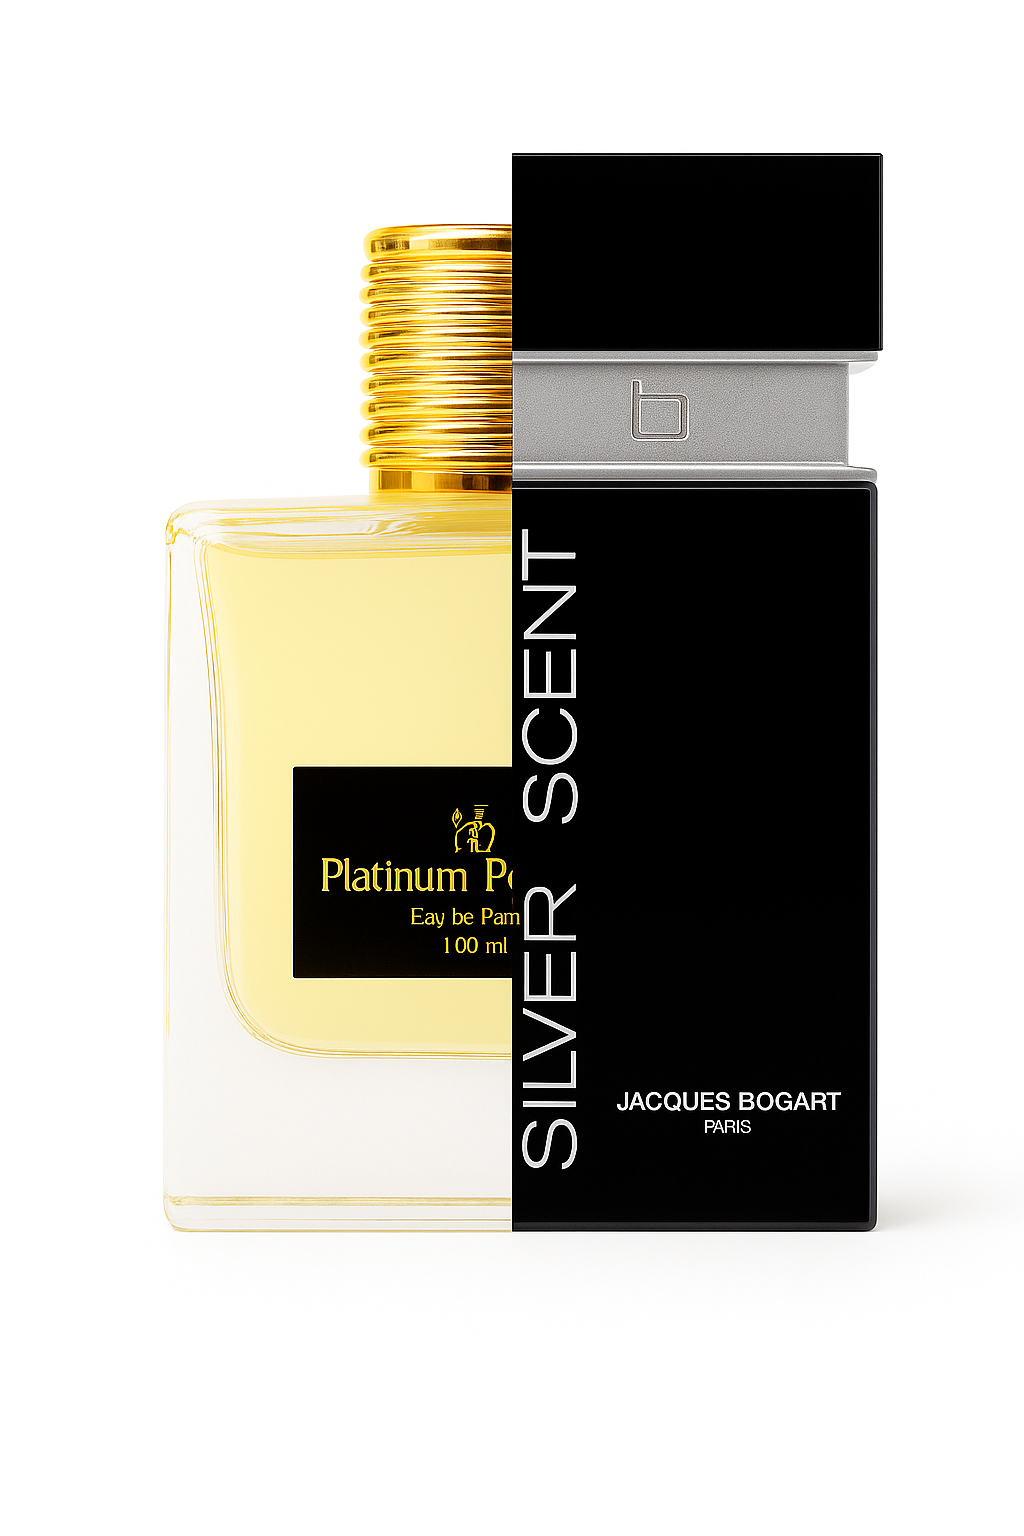 Platinum
Eay be Pam
100 ml
SILVER SCENT
JACQUES BOGART
PARIS